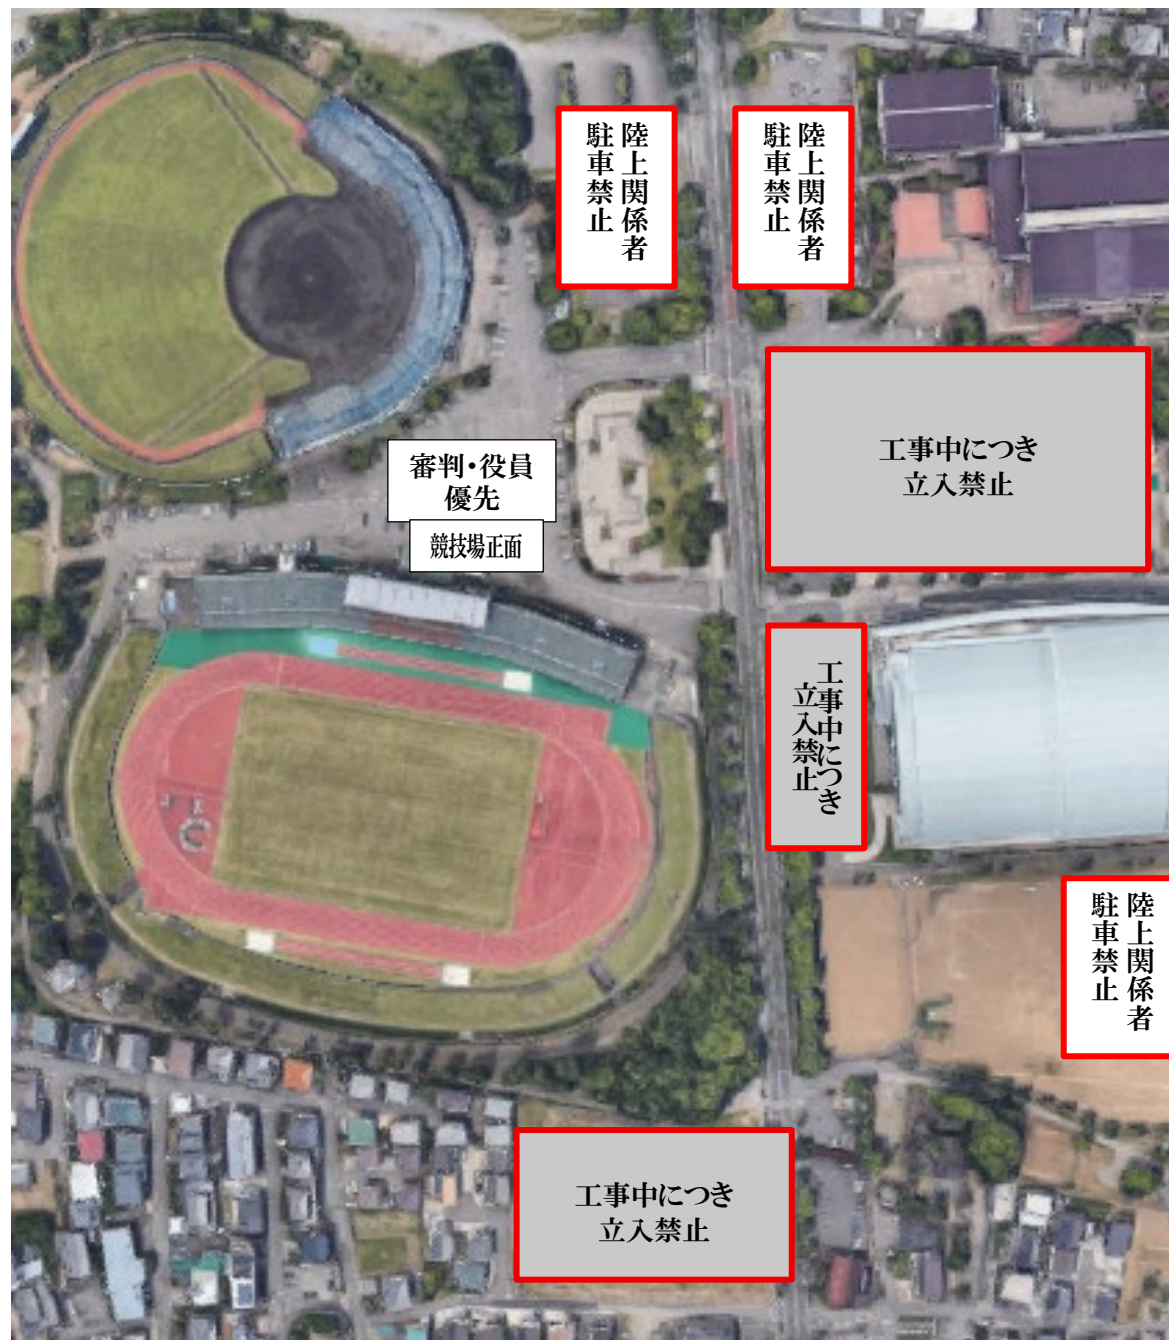 陸上関係者
駐車禁止
陸上関係者
駐車禁止
工事中につき
立入禁止
審判・役員
優先
競技場正面
工事中につき
立入禁止
陸上関係者
駐車禁止
工事中につき
立入禁止